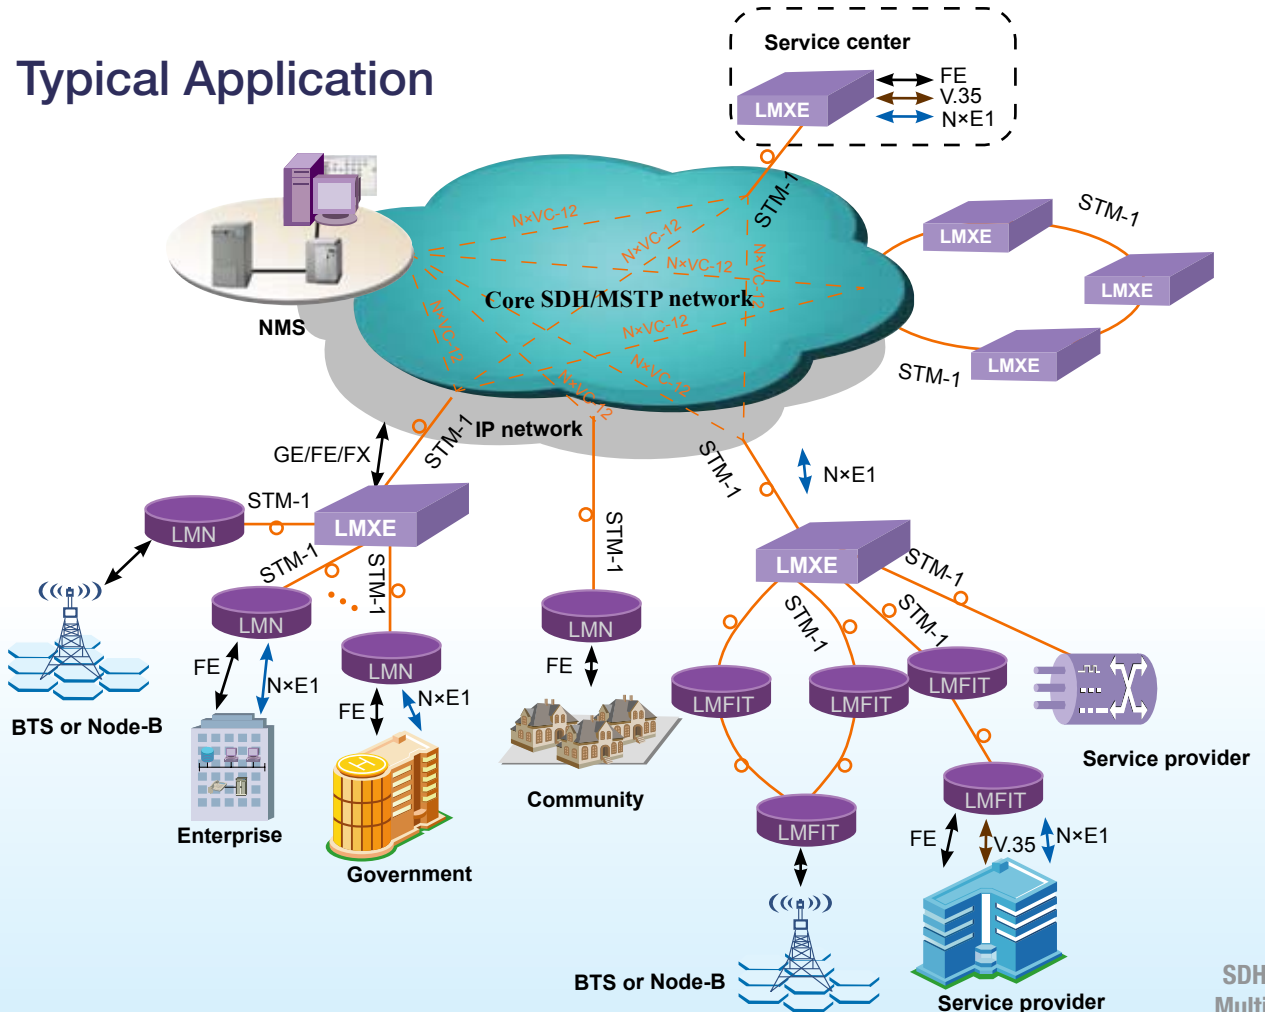 Typical Application
Service center
LMXE
FE
V.35
N×E1
STM-1
NMS
N×VC-12
N×VC-12
N×VC-12
N×VC-12
N×VC-12
N×VC-12
N×VC-12
N×VC-12
Core SDH/MSTP network
LMXE
STM-1
LMXE
LMXE
STM-1
IP network
GE/FE/FX
STM-1
STM-1
LMN
LMXE
STM-1
STM-1
LMN
LMN
FE
N×E1
FE
N×E1
BTS or Node-B
Enterprise
Government
STM-1
LMN
FE
Community
STM-1
N×E1
LMXE
STM-1
STM-1
STM-1
LMFIT
LMFIT
LMFIT
Service provider
LMFIT
LMFIT
FE
V.35
N×E1
BTS or Node-B
Service provider
SDH
Multi